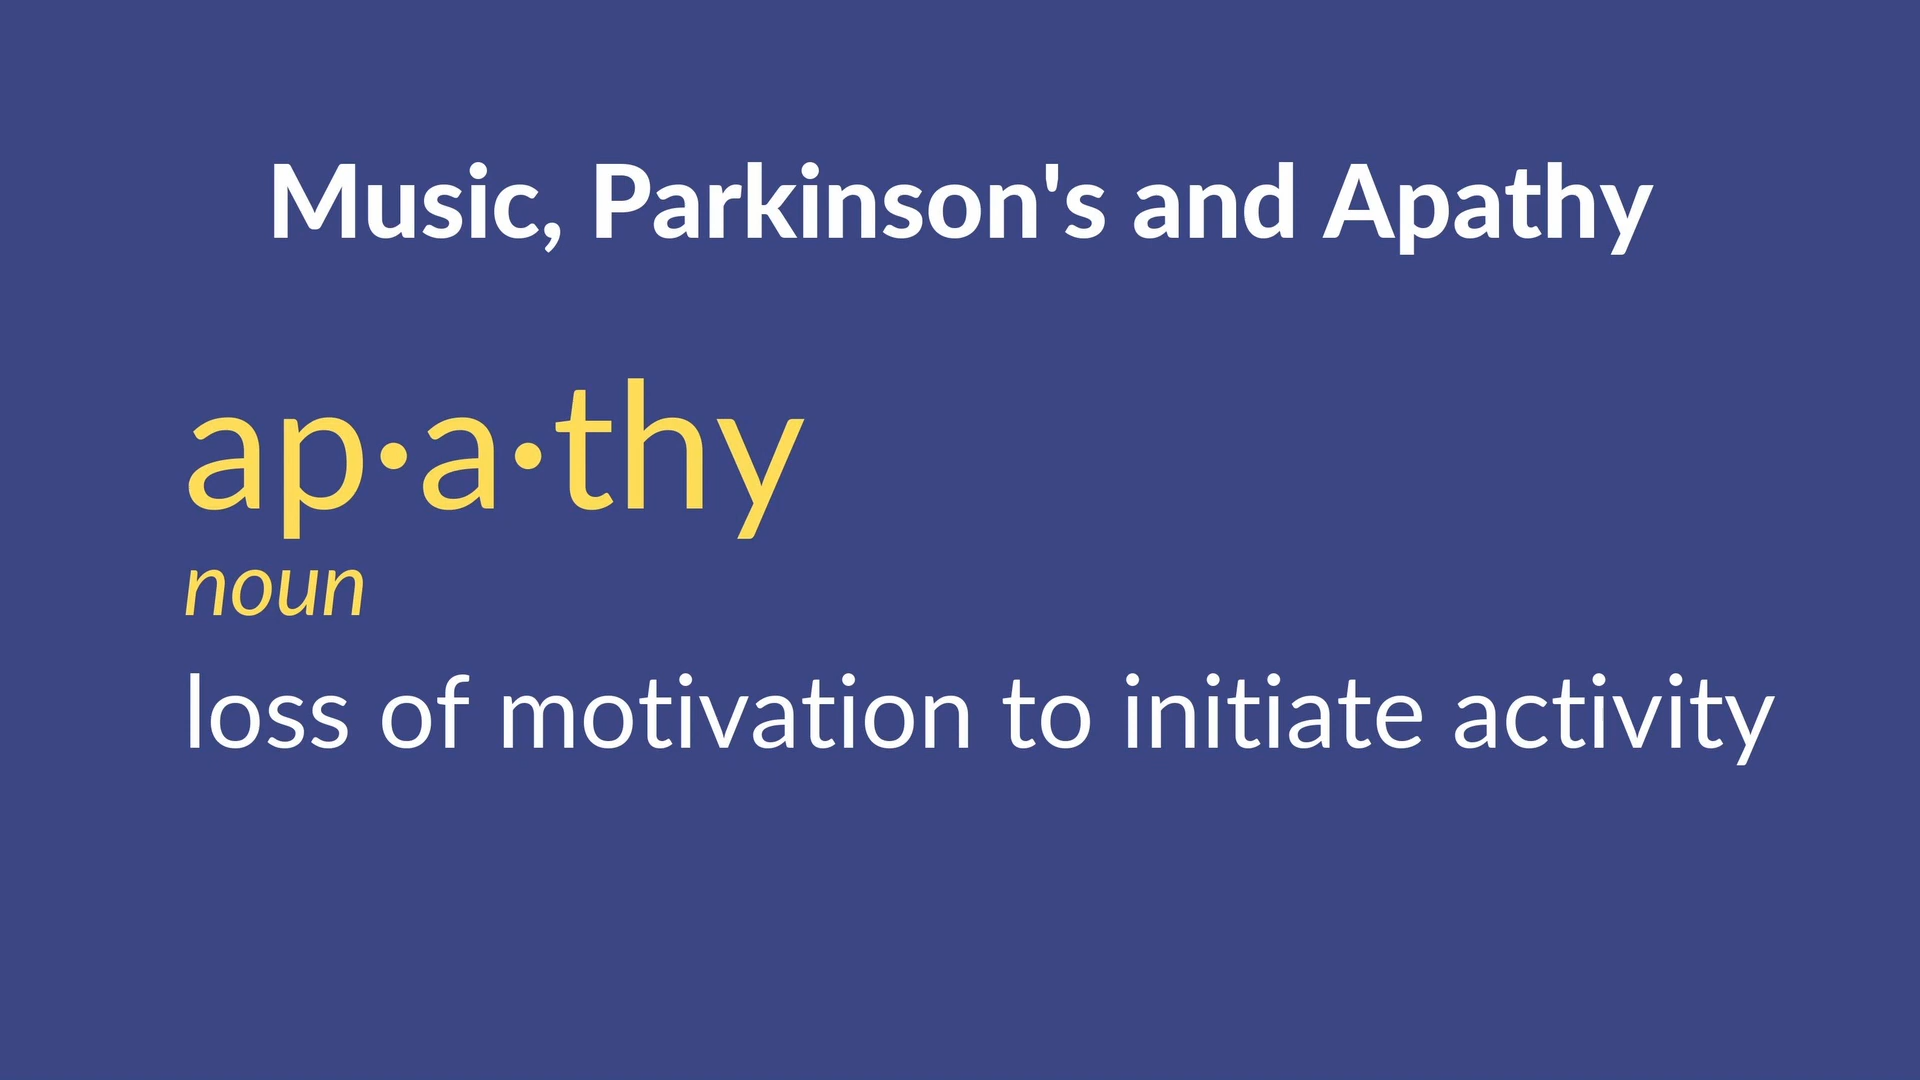 Music, Parkinson's and Apathy
ap·a·thy
noun
loss of motivation to initiate activity